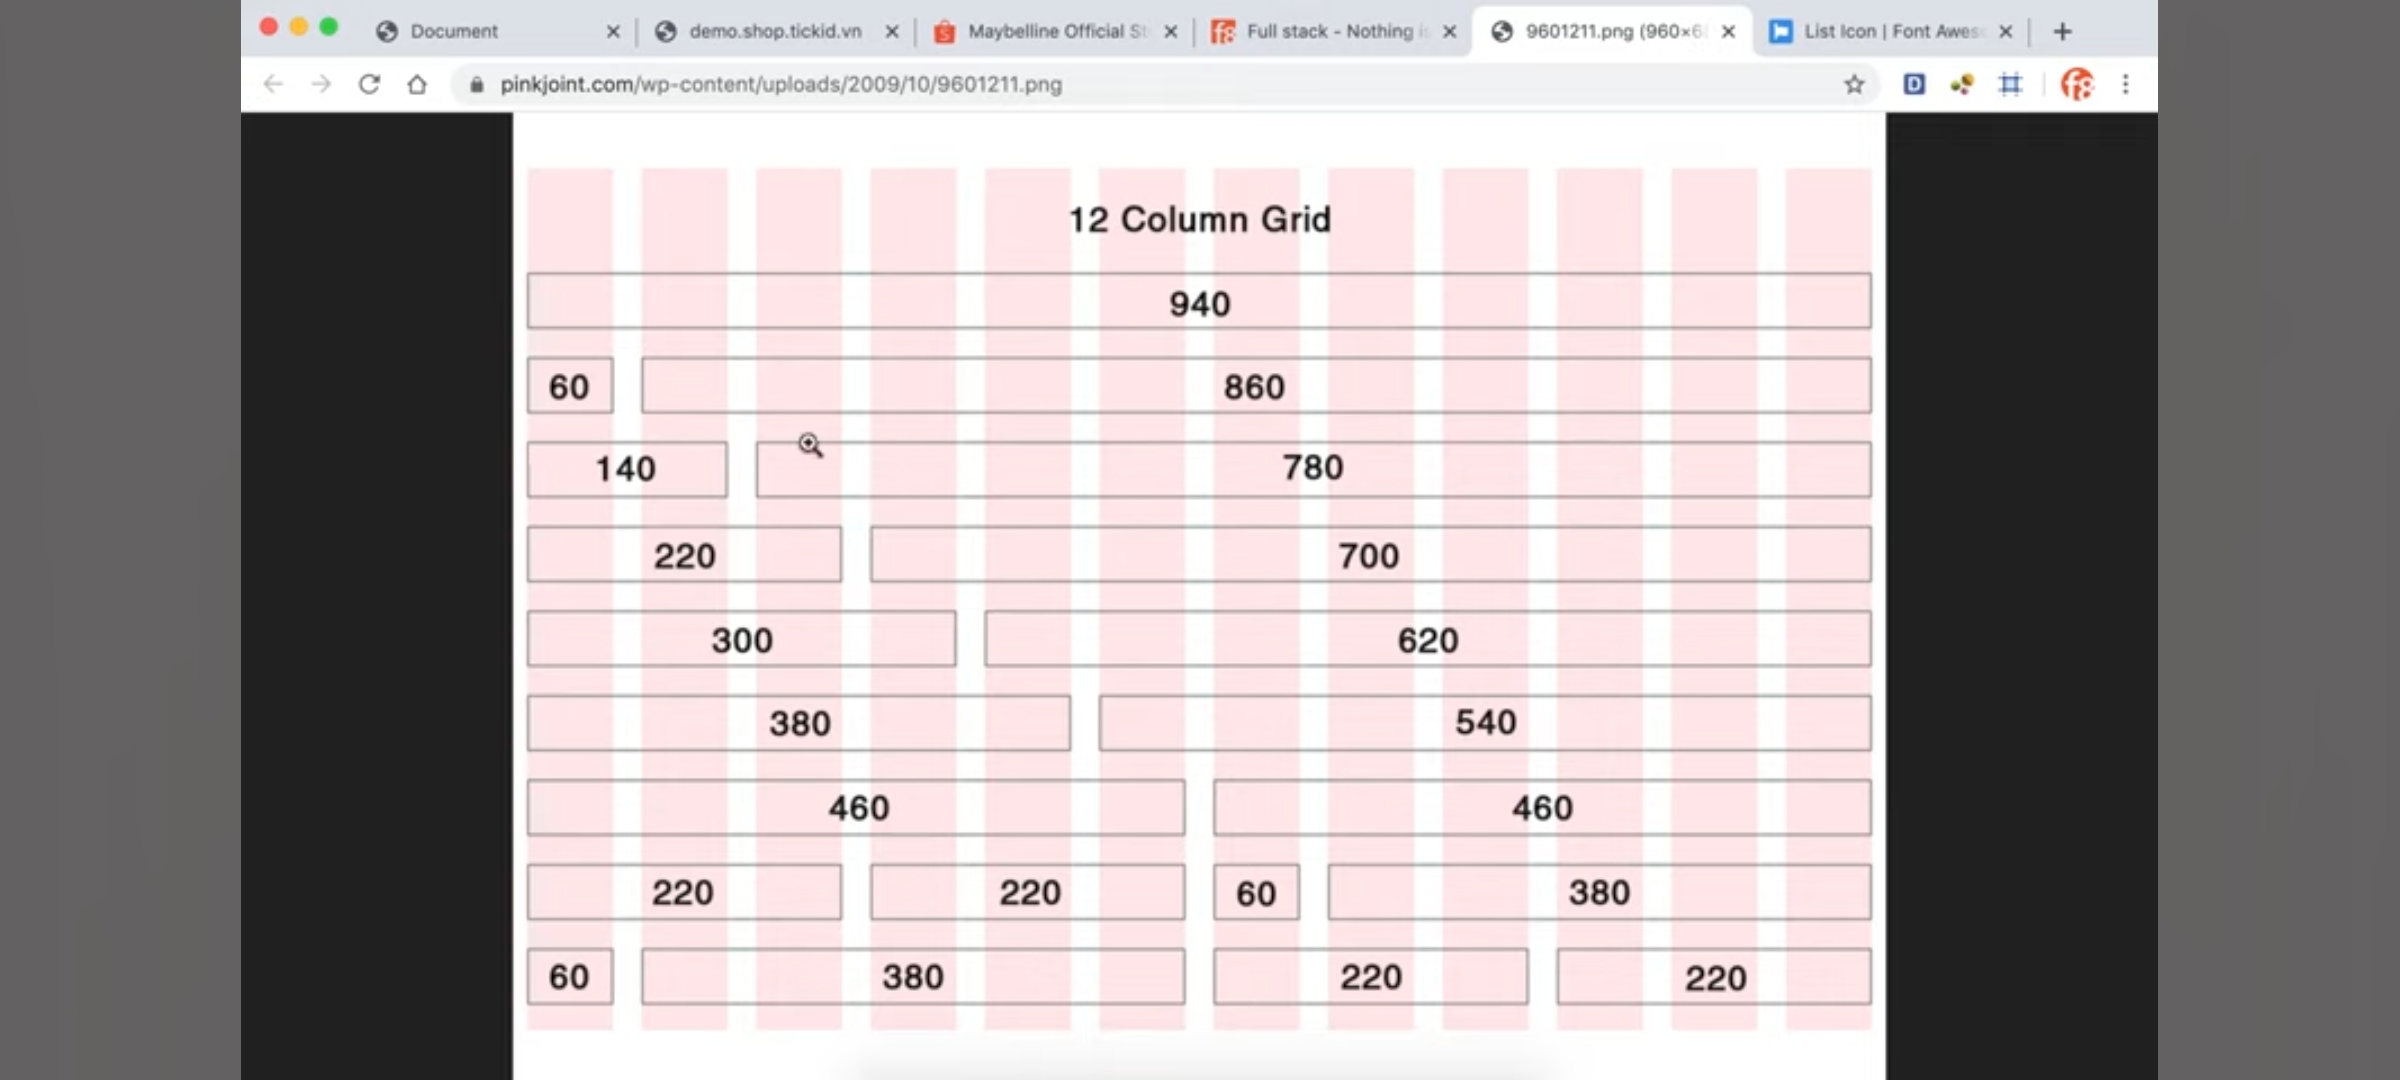 Document demo.shop.tickid.vn Maybelline Official St Full stack - Nothing is 9601211.png (960×6 List Icon | Font Awes
pinkjoint.com/wp-content/uploads/2009/10/9601211.png
12 Column Grid
940
60 860
140 780
220 700
300 620
380 540
460 460
220 220 60 380
60 380 220 220